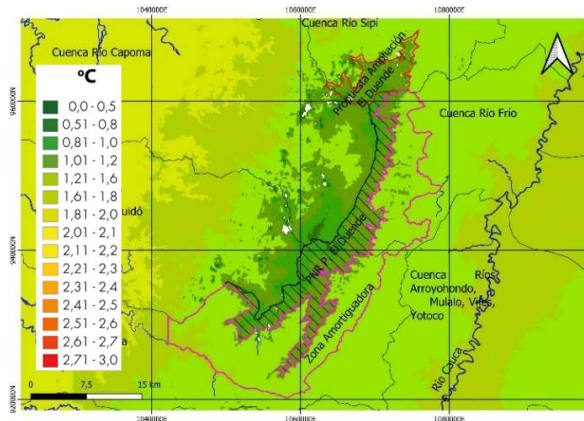 1040000E 1060000E 1080000E
Cuenca Río Sipí
Cuenca Río Capoma
°C
Propuesta Ampliación
El Duende
960000N
Cuenca Río Frío
0,0 - 0,5
0,51 - 0,8
0,81 - 1,0
1,01 - 1,2
1,21 - 1,6
1,61 - 1,8
1,81 - 2,0
2,01 - 2,1
2,11 - 2,2
2,21 - 2,3
2,31 - 2,4
2,41 - 2,5
2,51 - 2,6
2,61 - 2,7
2,71 - 3,0
uidó
940000N
PNR P. El Duende
Cuenca Ríos
Arroyohondo,
Mulalo, Vijes,
Yotoco
a
Zona Amortiguadora
Río Cauca
0 7,5 15 km
920000N
1040000E 1060000E 1080000E